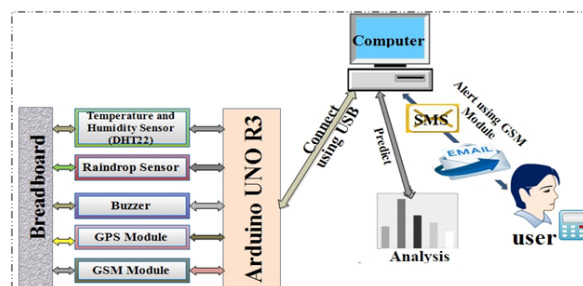 Computer
Temperature and
Humidity Sensor
(DHT22)
Raindrop Sensor
Buzzer
GPS Module
GSM Module
Breadboard
Arduino UNO R3
Connect
using USB
Predict
SMS
Alert using GSM
Module
EMAIL
Analysis
user